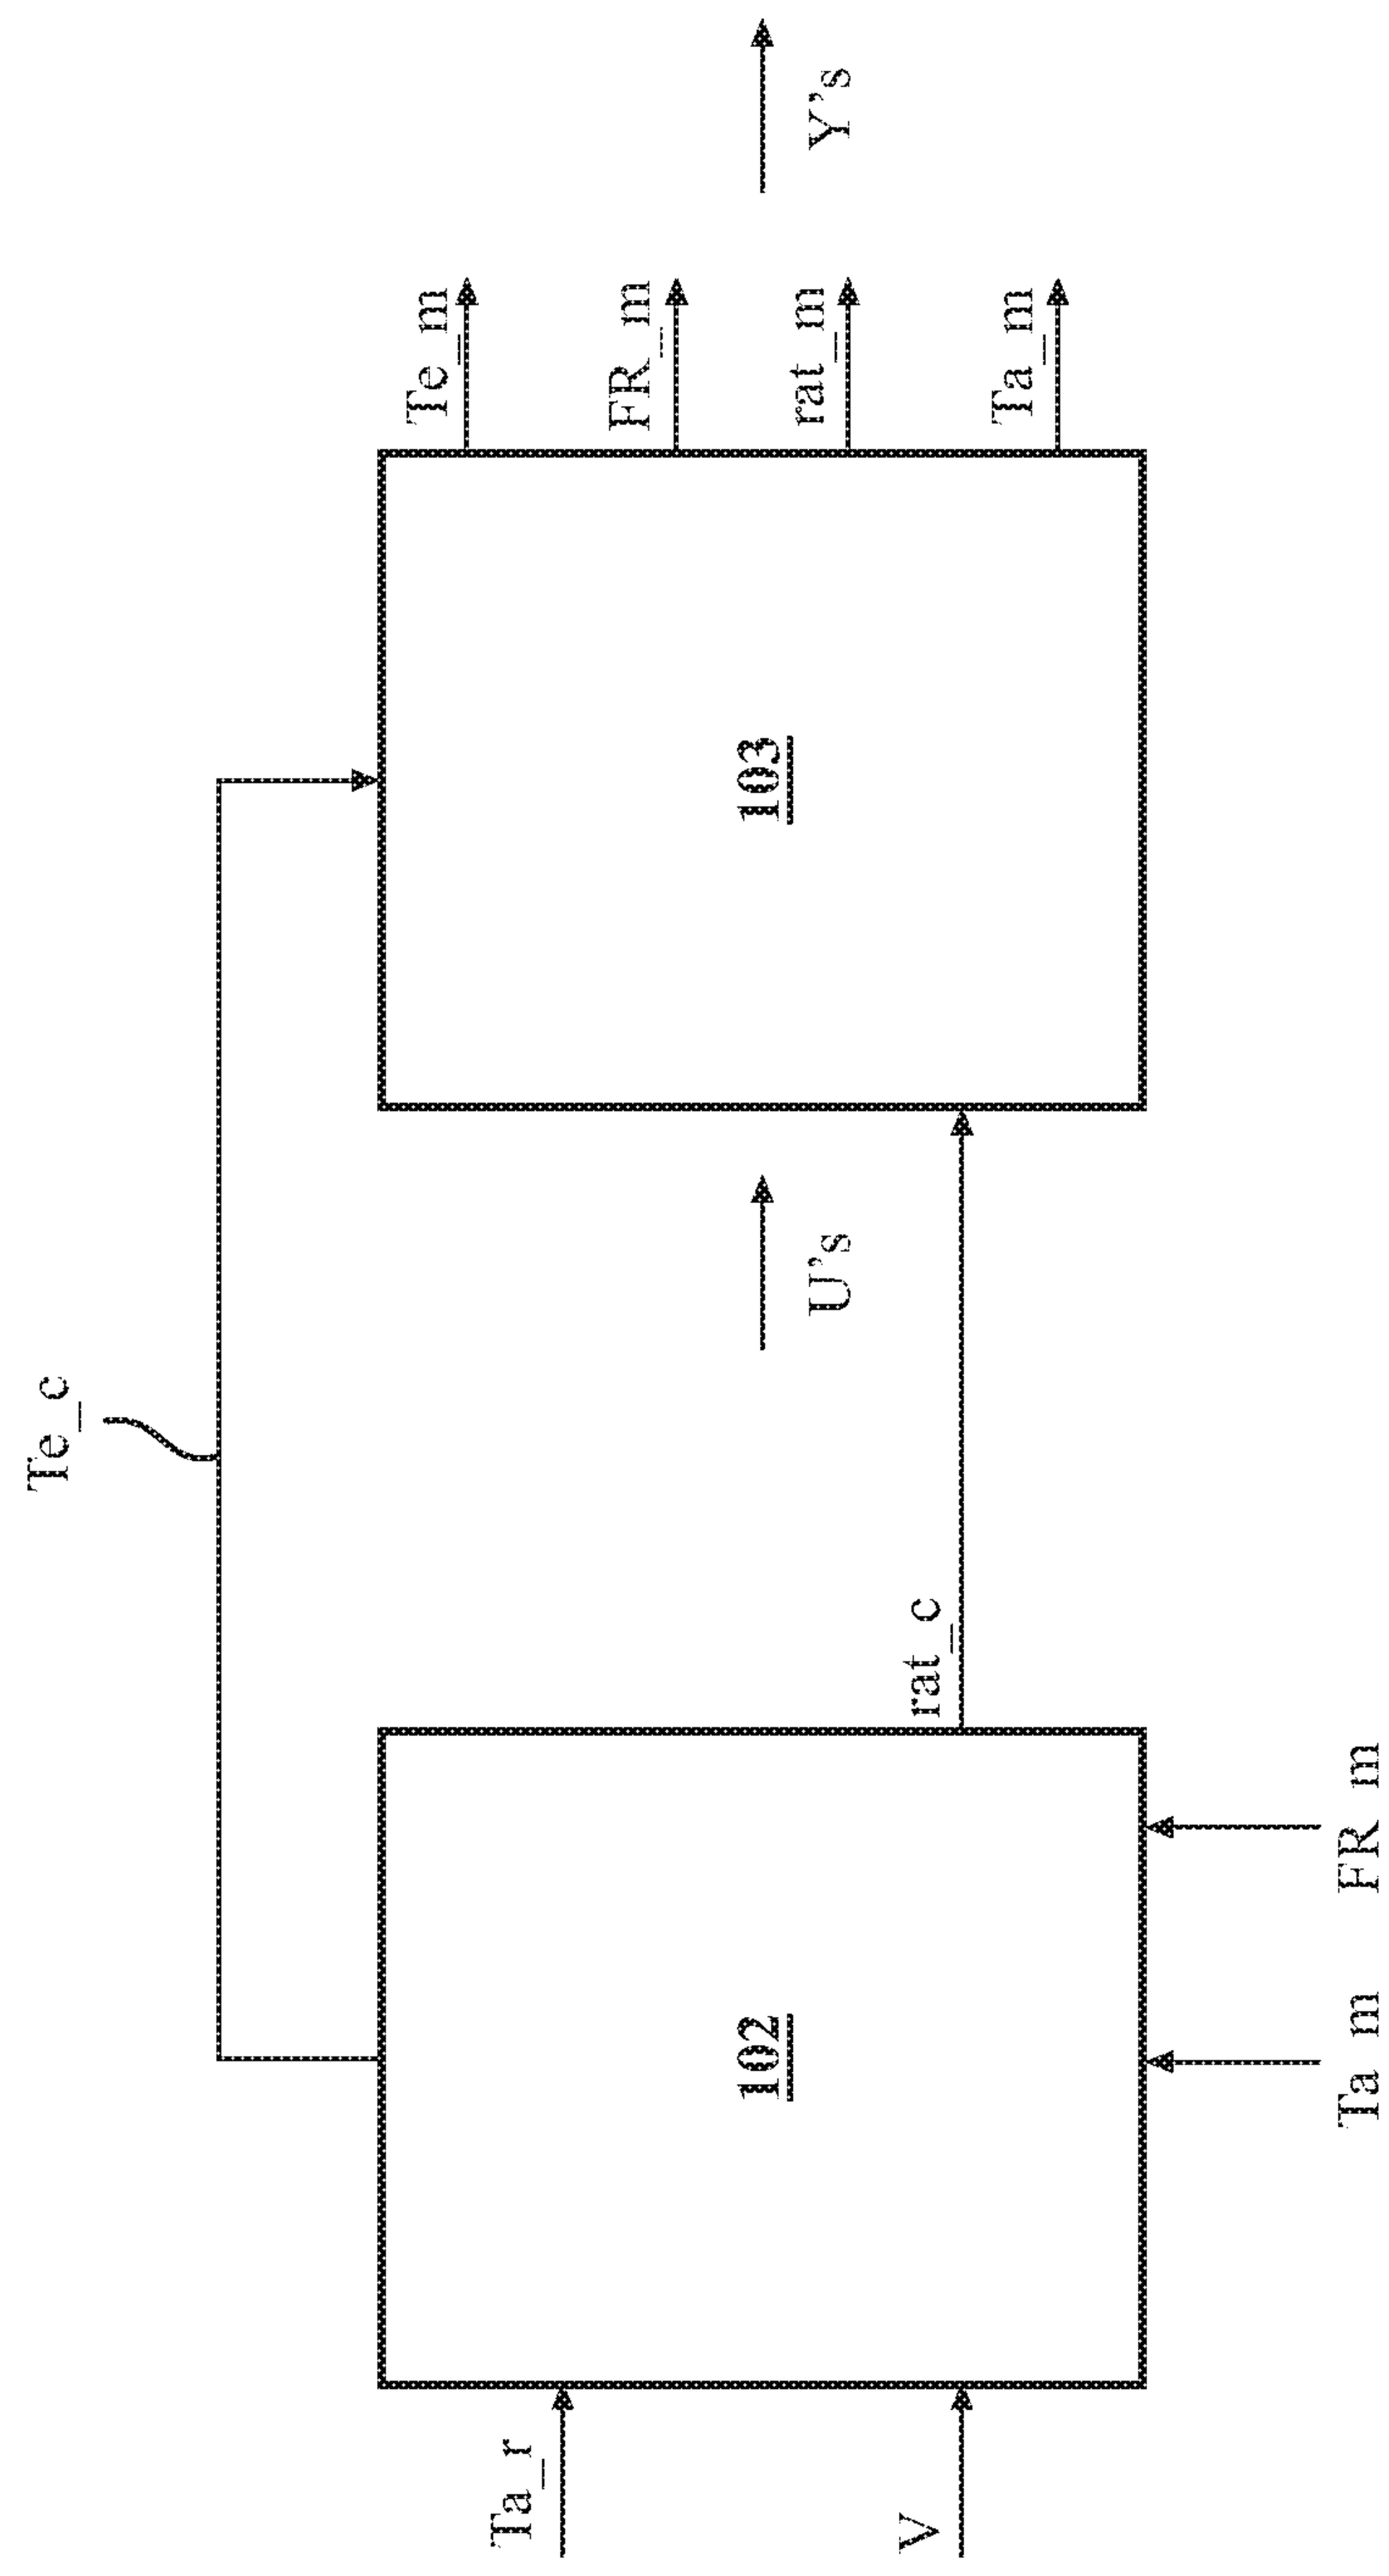 Te_c
Ta_r
V
102
Ta_m
FR_m
rat_c
U's
103
Te_m
FR_m
rat_m
Ta_m
Y's